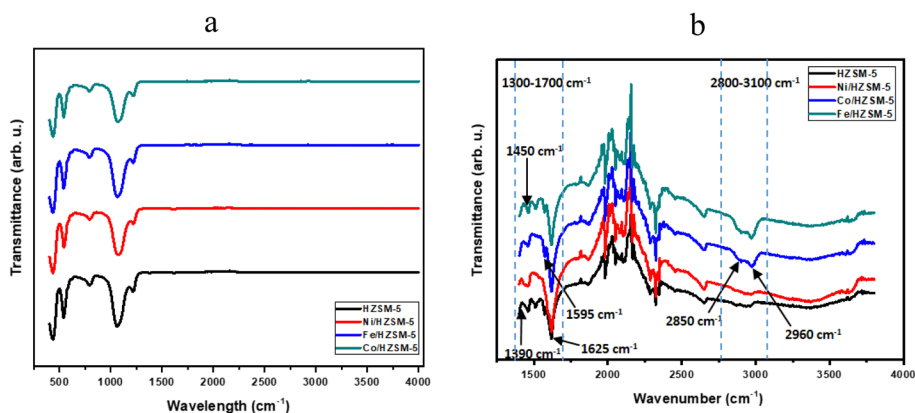 a
Transmittance (arb. u.)
HZSM-5
Ni/HZSM-5
Fe/HZSM-5
Co/HZSM-5
500 1000 1500 2000 2500 3000 3500 4000
Wavelength (cm⁻¹)
b
Transmittance (arb. u.)
1300-1700 cm⁻¹
2800-3100 cm⁻¹
HZSM-5
Ni/HZSM-5
Co/HZSM-5
Fe/HZSM-5
1450 cm⁻¹
1595 cm⁻¹
2850 cm⁻¹
2960 cm⁻¹
1390 cm⁻¹
1625 cm⁻¹
1500 2000 2500 3000 3500 4000
Wavenumber (cm⁻¹)